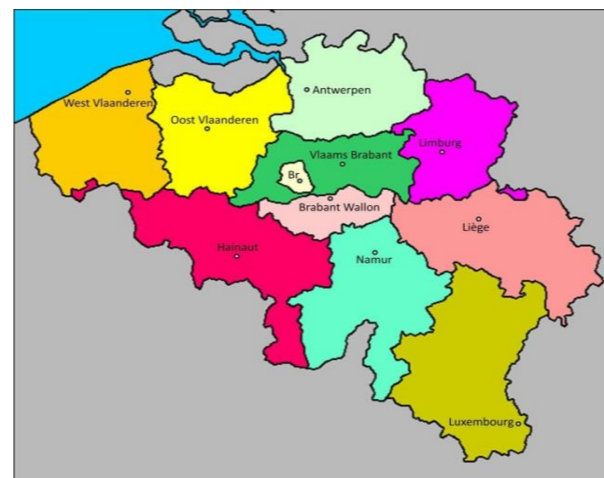 Antwerpen
West Vlaanderen
Oost Vlaanderen
Limburg
Vlaams Brabant
Br
Brabant Wallon
Liège
Hainaut
Namur
Luxembourg